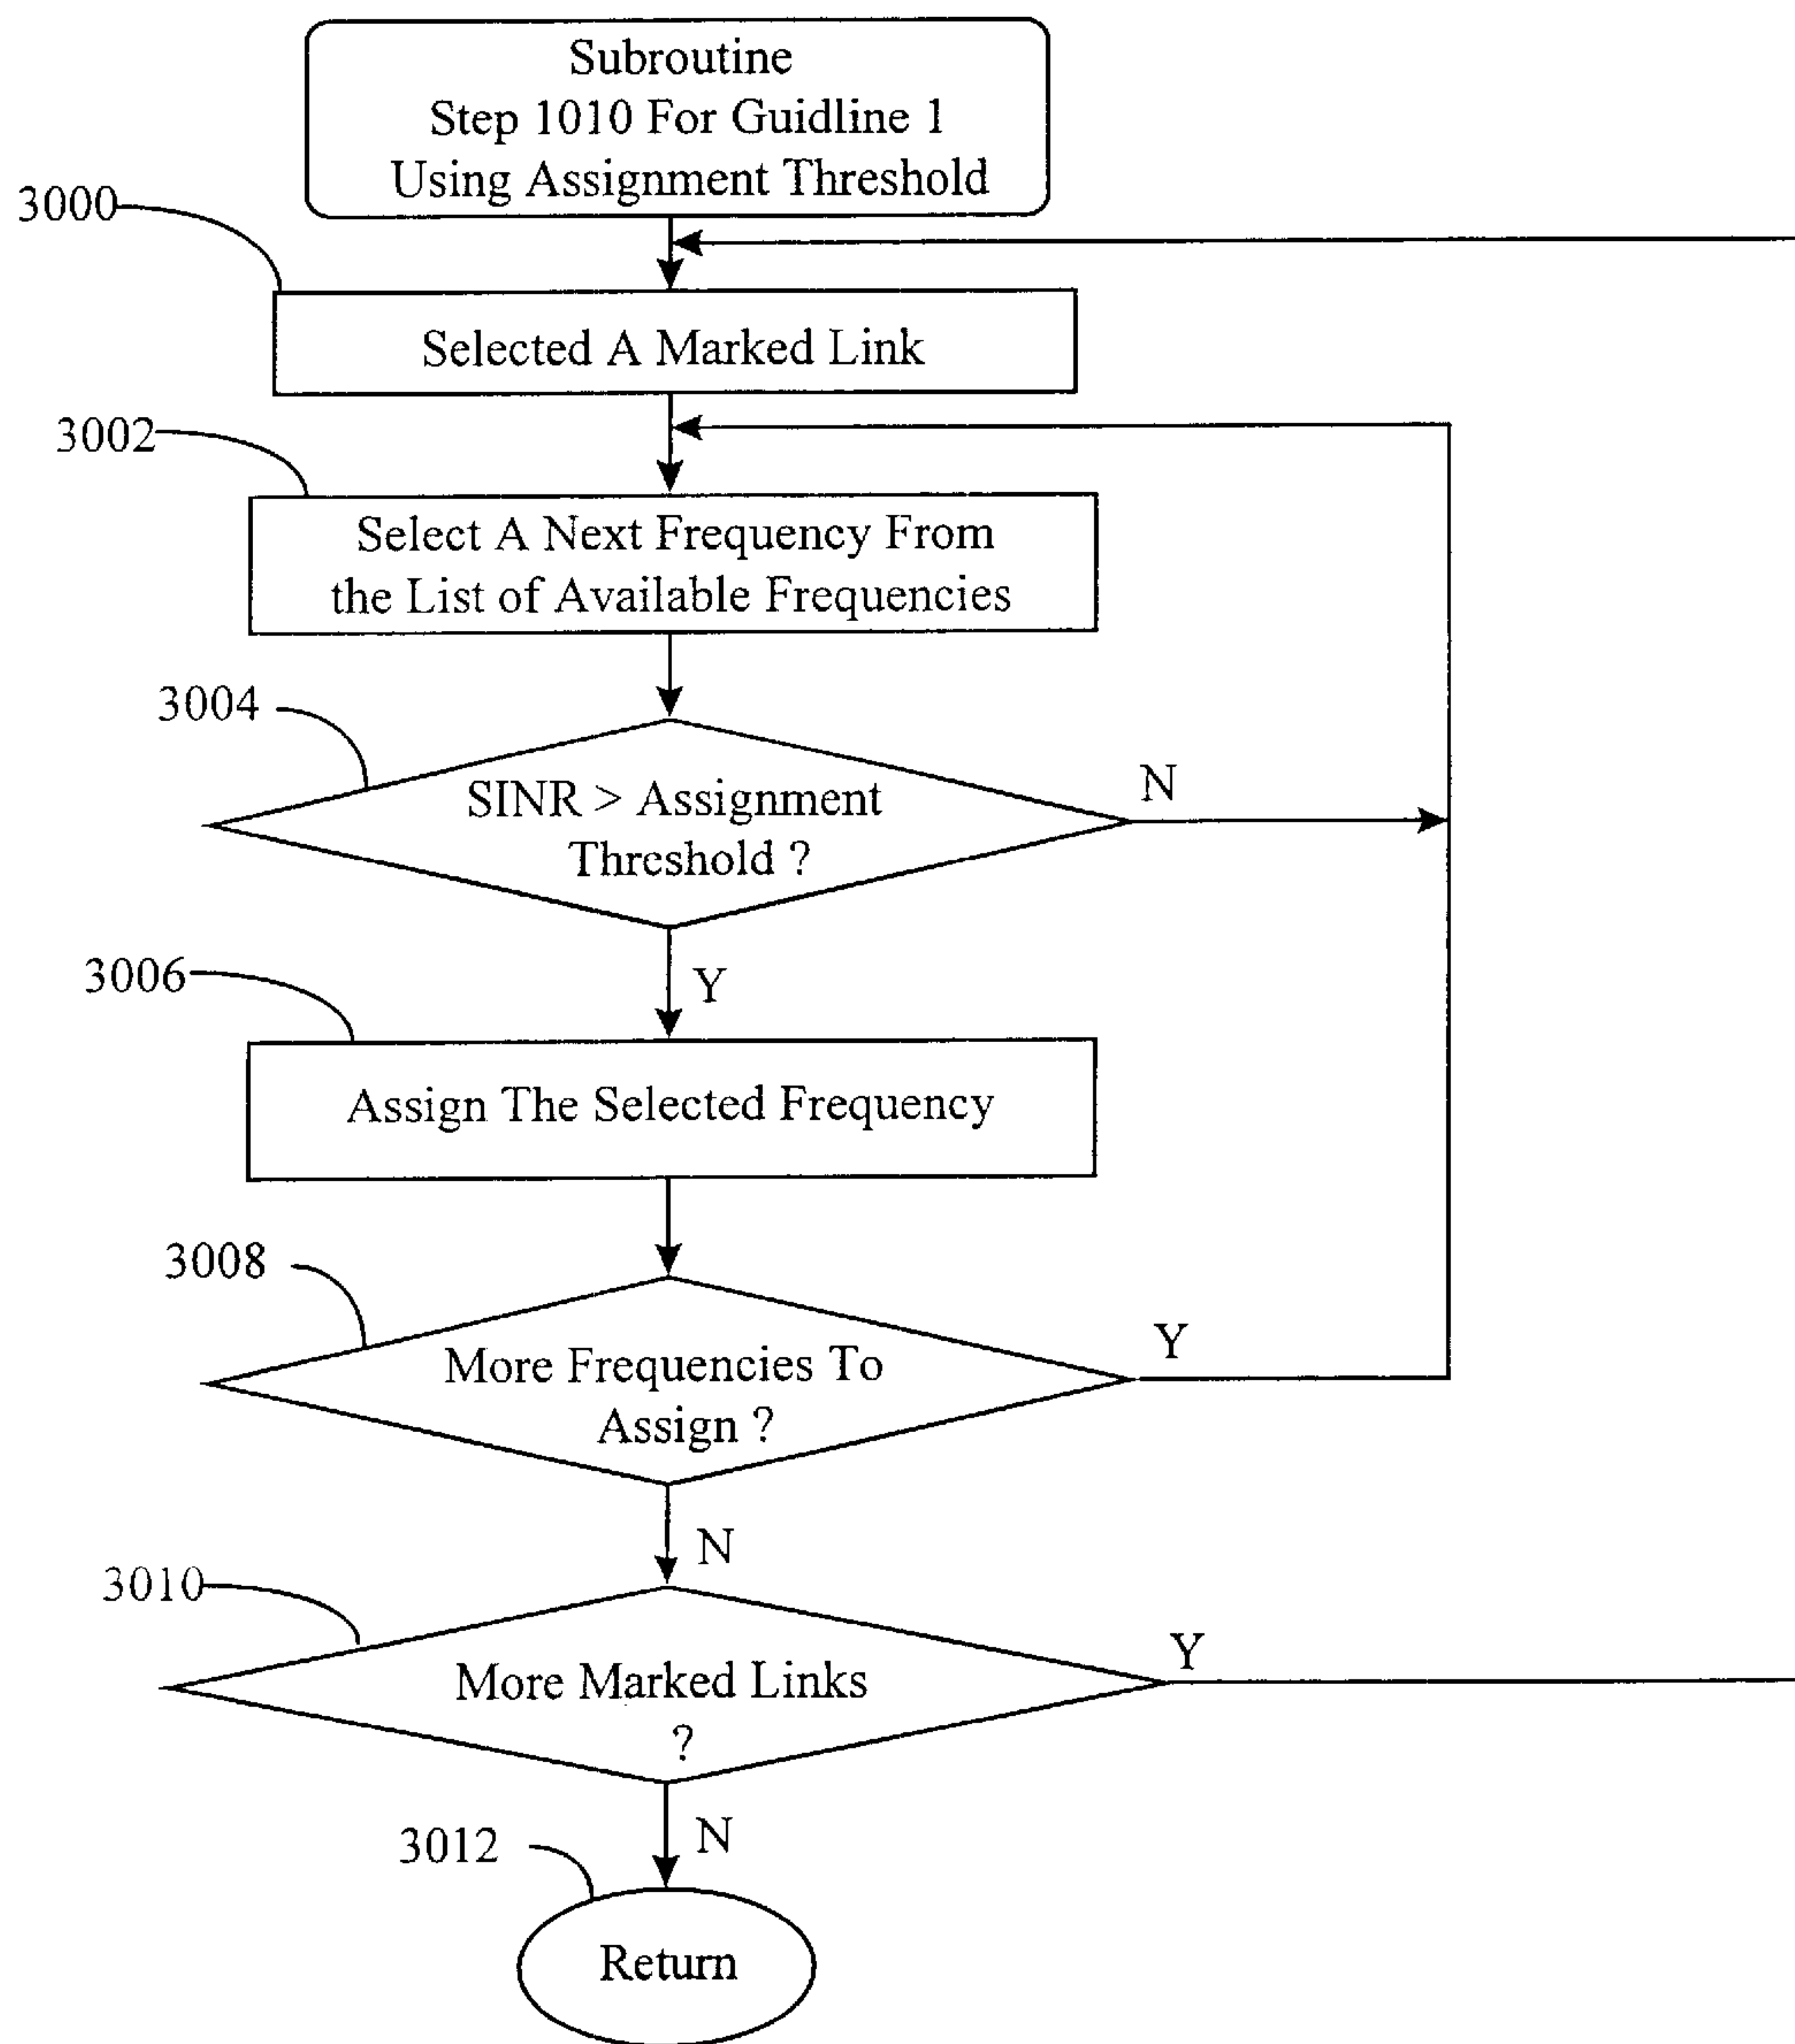 Subroutine
Step 1010 For Guidline 1
Using Assignment Threshold
3000
Selected A Marked Link
3002
Select A Next Frequency From
the List of Available Frequencies
3004
SINR > Assignment
Threshold ?
N
Y
3006
Assign The Selected Frequency
3008
More Frequencies To
Assign ?
Y
N
3010
More Marked Links
?
Y
N
3012
Return